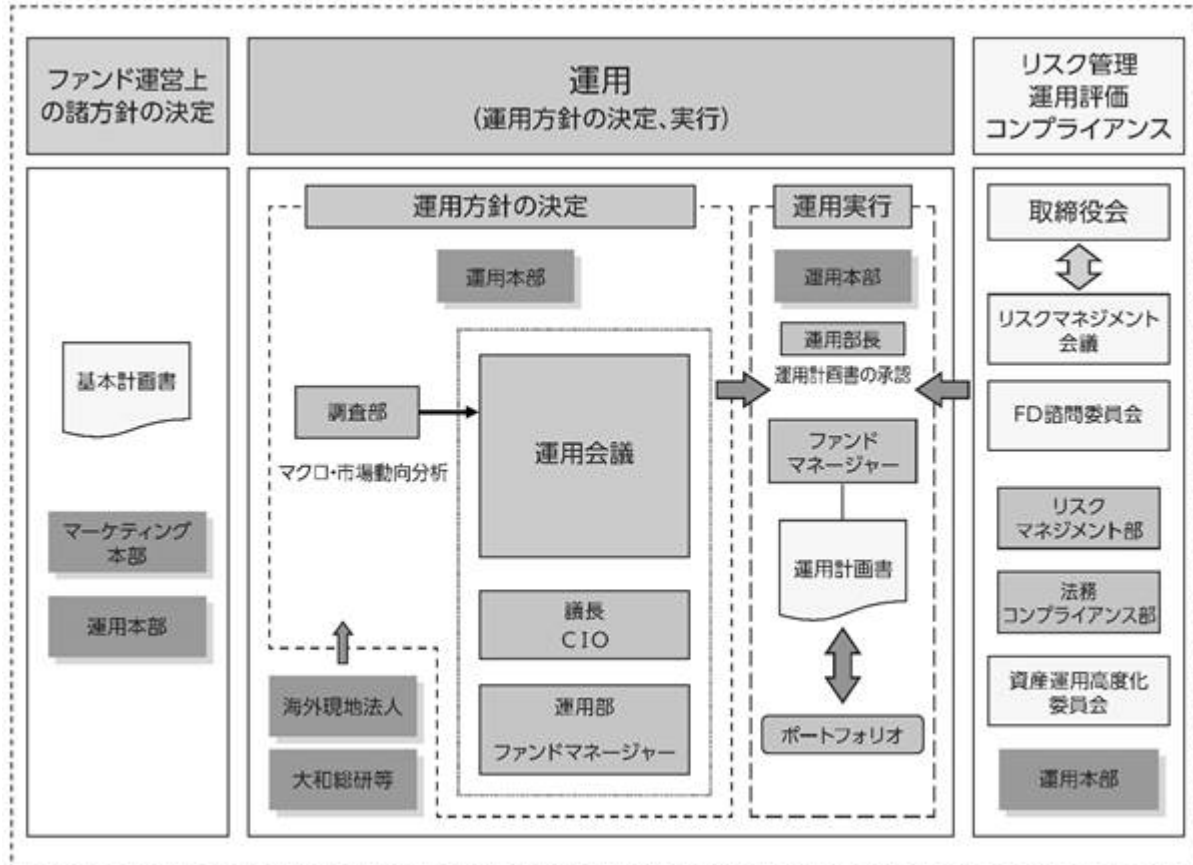 ファンド運営上
の諸方針の決定
運用
(運用方針の決定、実行)
リスク管理
運用評価
コンプライアンス
基本計画書
マーケティング
本部
運用本部
運用方針の決定
運用本部
調査部
マクロ・市場動向分析
運用会議
議長
CIO
運用部
ファンドマネージャー
海外現地法人
大和総研等
運用実行
運用本部
運用部長
運用計画書の承認
ファンド
マネージャー
運用計画書
ポートフォリオ
取締役会
リスクマネジメント
会議
FD諮問委員会
リスク
マネジメント部
法務
コンプライアンス部
資産運用高度化
委員会
運用本部